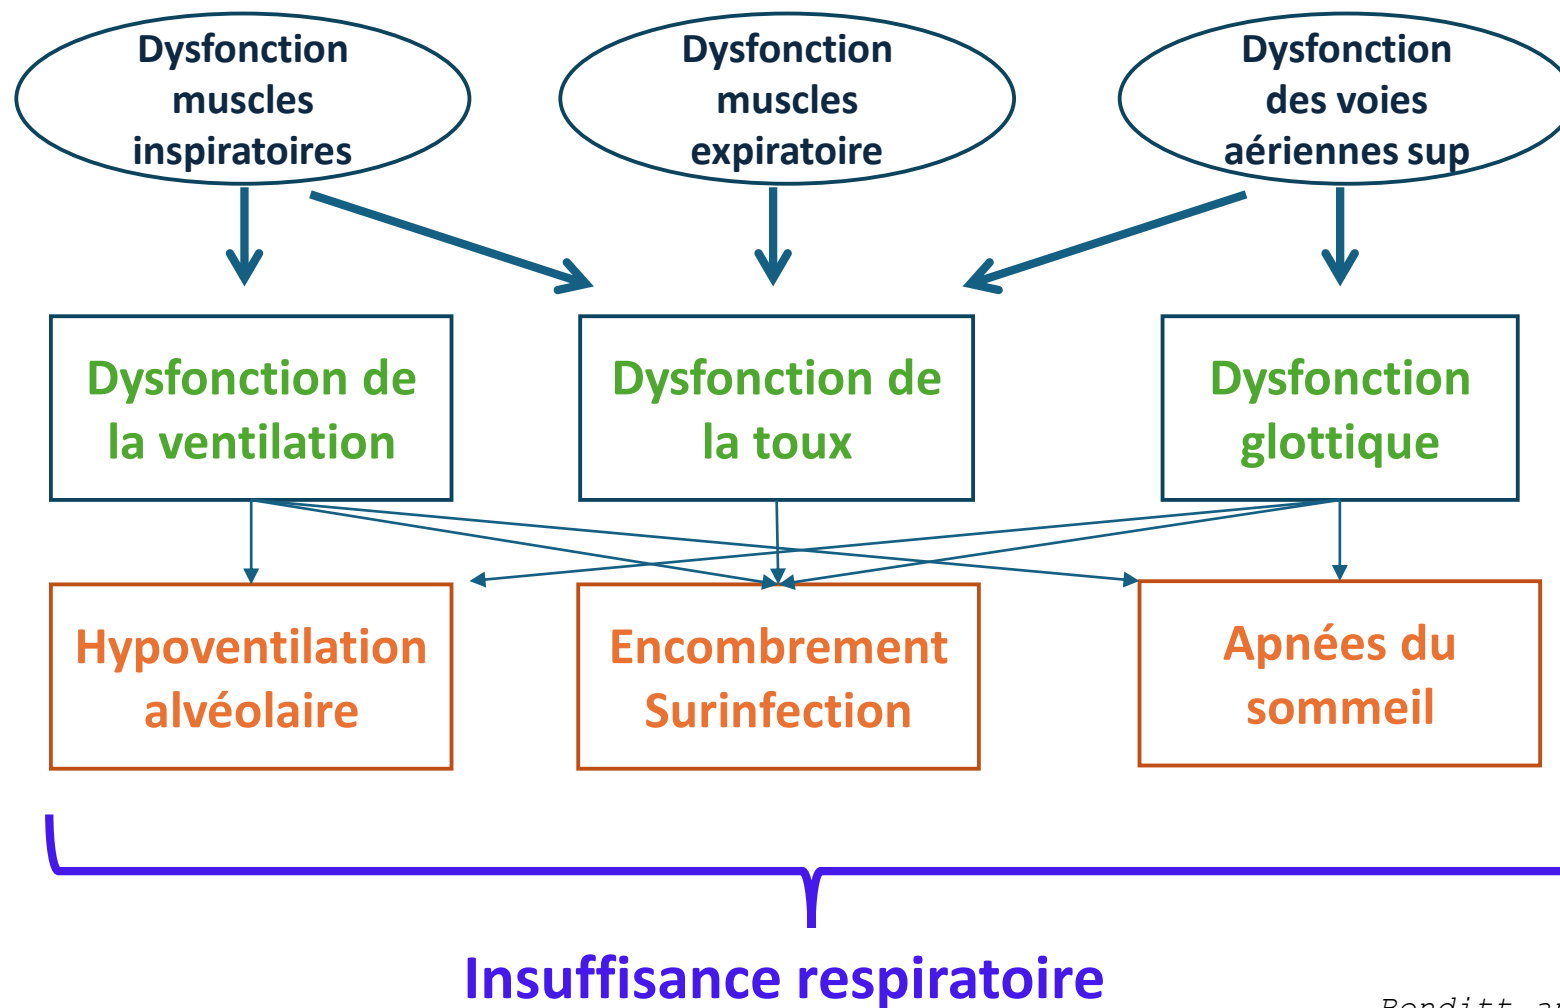 Dysfonction
muscles
inspiratoires
Dysfonction
muscles
expiratoire
Dysfonction
des voies
aériennes sup
Dysfonction de
la ventilation
Dysfonction de
la toux
Dysfonction
glottique
Hypoventilation
alvéolaire
Encombrement
Surinfection
Apnées du
sommeil
Insuffisance respiratoire